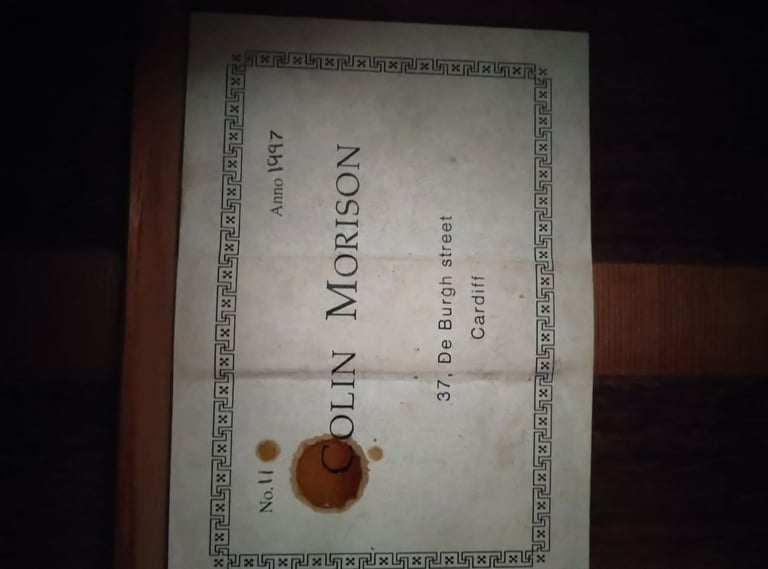 No. 11 Anno 1997
COLIN MORISON
37, De Burgh street
Cardiff